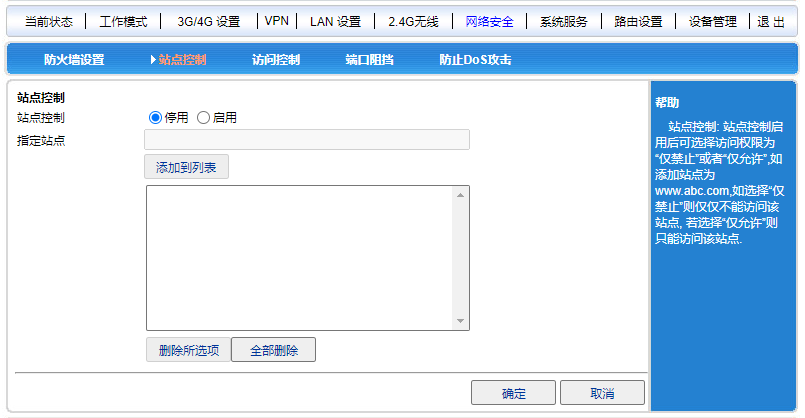 当前状态 工作模式 3G/4G 设置 VPN LAN 设置 2.4G无线 网络安全 系统服务 路由设置 设备管理 退 出
防火墙设置 站点控制 访问控制 端口阻挡 防止DoS攻击
站点控制
站点控制 停用 启用
指定站点
添加到列表
删除所选项 全部删除
确定 取消
帮助
站点控制: 站点控制启
用后可选择访问权限为
“仅禁止”或者“仅允许”,如
添加站点为
www.abc.com,如选择“仅
禁止”则仅仅不能访问该
站点, 若选择“仅允许”则
只能访问该站点.